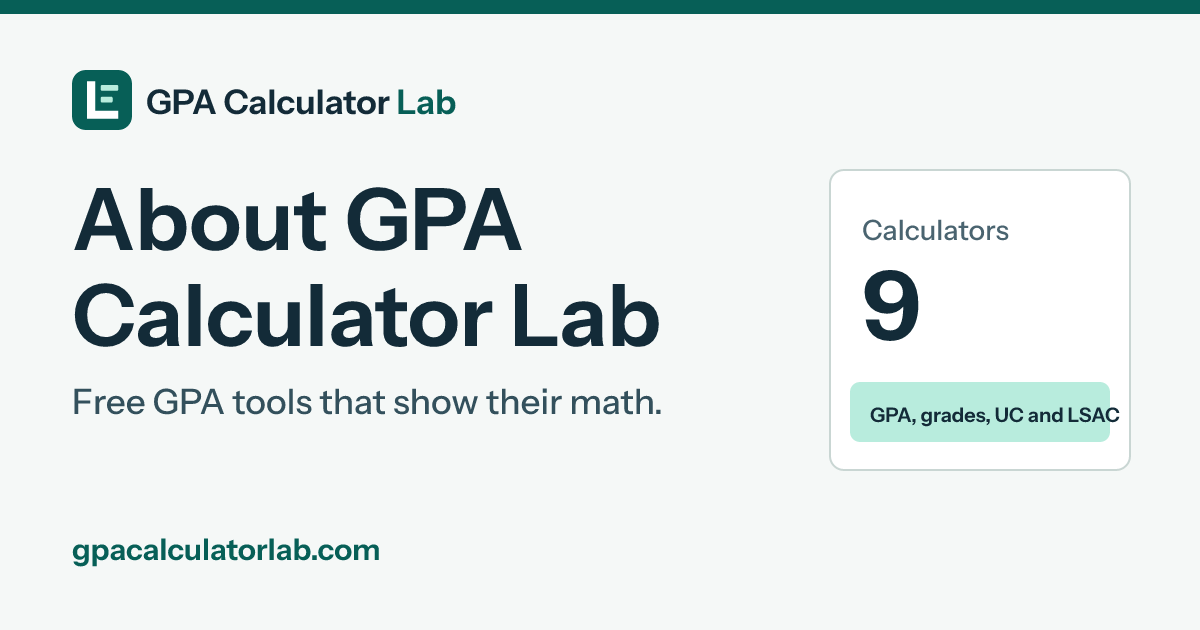 GPA Calculator Lab
About GPA
Calculator Lab
Free GPA tools that show their math.
Calculators
9
GPA, grades, UC and LSAC
gpacalculatorlab.com